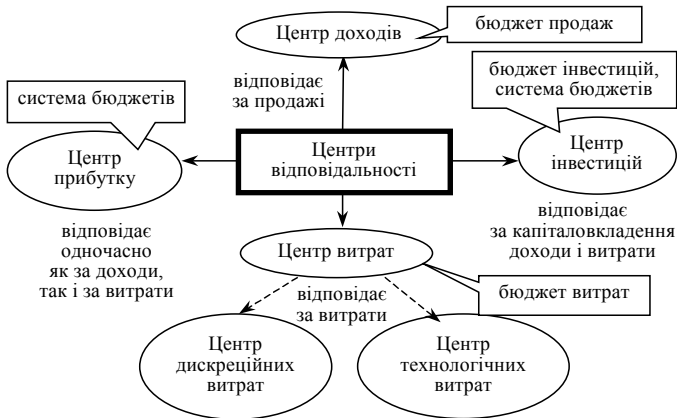 Центр доходів
бюджет продаж
відповідає
за продажі
бюджет інвестицій,
система бюджетів
система бюджетів
Центр
прибутку
Центри
відповідальності
Центр
інвестицій
відповідає
одночасно
як за доходи,
так і за витрати
відповідає
за капіталовкладення
доходи і витрати
Центр витрат
бюджет витрат
відповідає
за витрати
Центр
дискреційних
витрат
Центр
технологічних
витрат